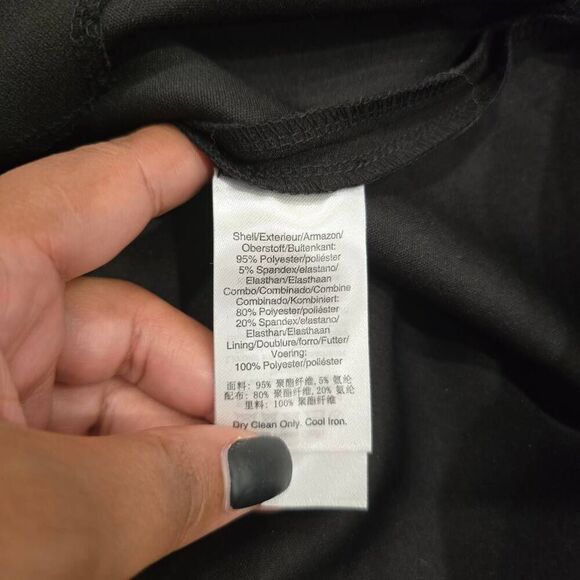 Shell/Exterieur/Armazon/
Oberstoff/Buitenkant:
95% Polyester/poliéster
5% Spandex/elastano/
Elasthan/Elasthaan
Combo/Combinado/Combine
Combinado/Kombiniert:
80% Polyester/poliéster
20% Spandex/elastano/
Elasthan/Elasthaan
Lining/Doublure/forro/Futter/
Voering:
100% Polyester/poliéster
面料: 95% 聚酯纤维, 5% 氨纶
配布: 80% 聚酯纤维, 20% 氨纶
里料: 100% 聚酯纤维
Dry Clean Only. Cool Iron.